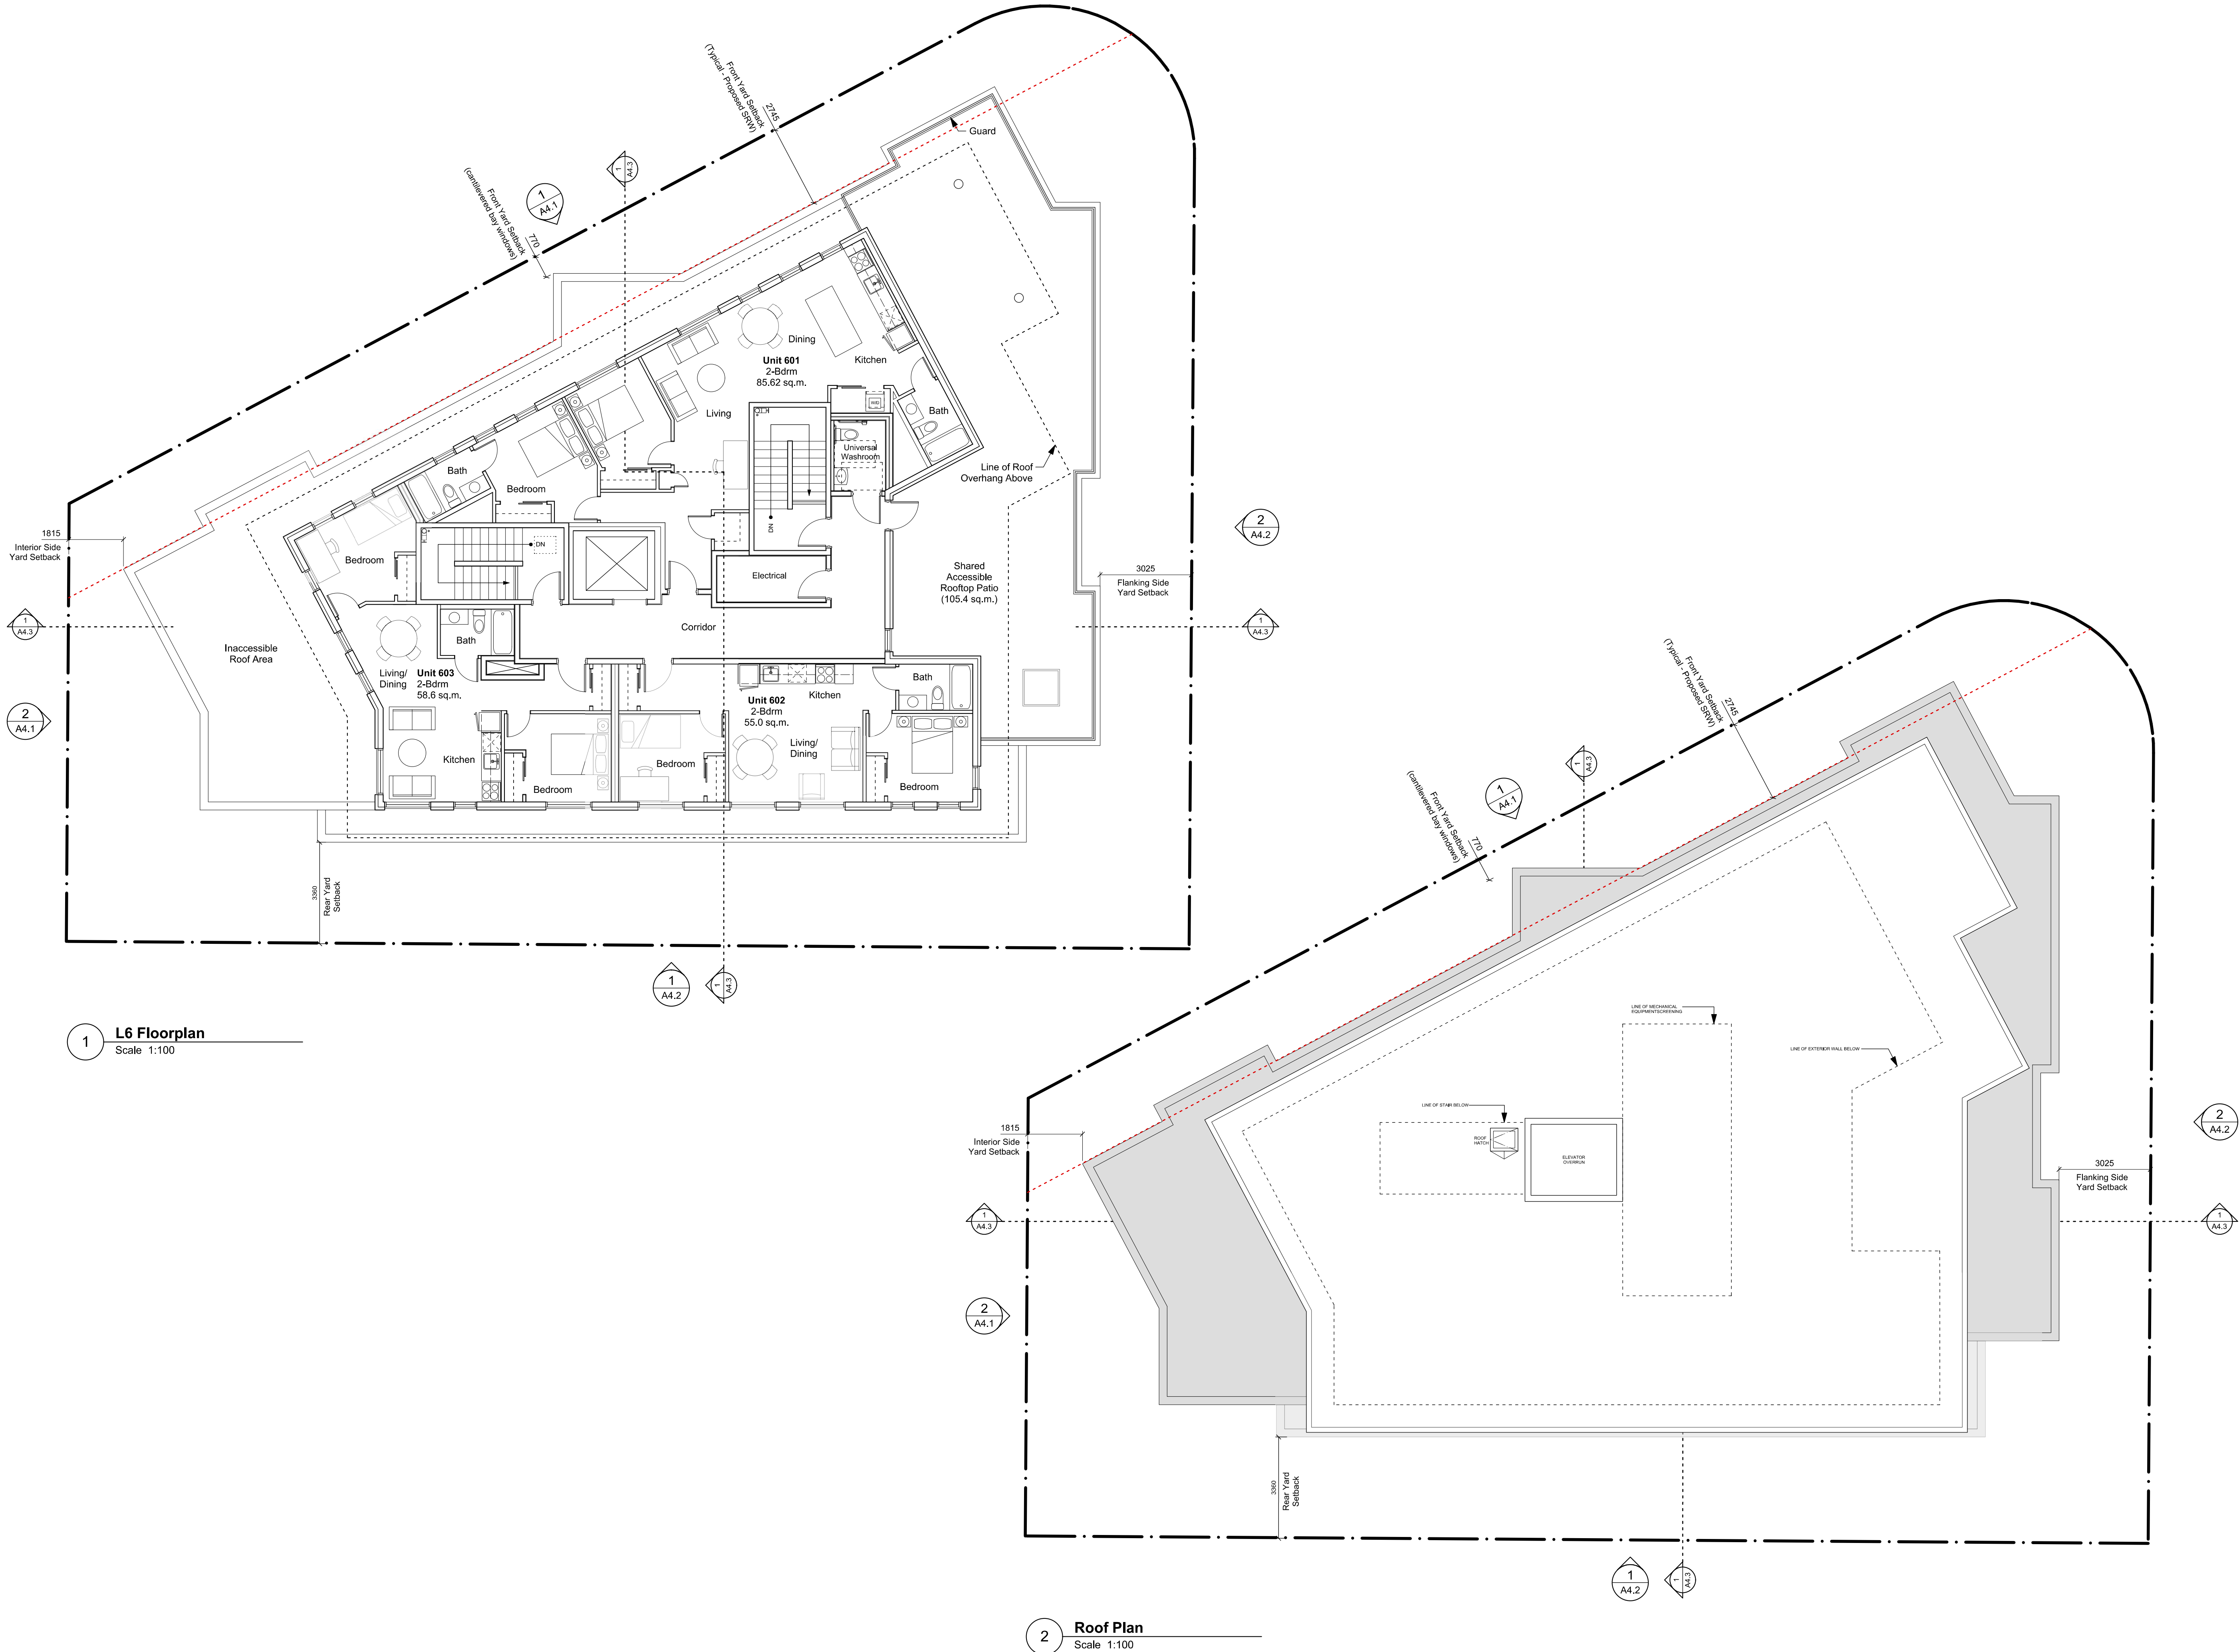 Front Yard Setback
(Typical - Proposed SRW)
2745
Guard
Front Yard Setback
(cantilevered bay windows)
770
1
A4.1
1
A4.3
Dining
Unit 601
2-Bdrm
85.62 sq.m.
Kitchen
Living
W/D
Bath
Universal
Washroom
Line of Roof
Overhang Above
Bath
Bedroom
DN
DN
1815
Interior Side
Yard Setback
Bedroom
Electrical
Shared
Accessible
Rooftop Patio
(105.4 sq.m.)
2
A4.2
3025
Flanking Side
Yard Setback
1
A4.3
1
A4.3
Corridor
Bath
Inaccessible
Roof Area
Living/
Dining
Unit 603
2-Bdrm
58.6 sq.m.
2
A4.1
Unit 602
2-Bdrm
55.0 sq.m.
Kitchen
Bath
Living/
Dining
Kitchen
Bedroom
Bedroom
Bedroom
3360
Rear Yard
Setback
1
A4.2
1
A4.3
1
L6 Floorplan
Scale 1:100
Front Yard Setback
(Typical - Proposed SRW)
2745
Front Yard Setback
(cantilevered bay windows)
770
1
A4.1
1
A4.3
LINE OF MECHANICAL
EQUIPMENTSCREENING
LINE OF EXTERIOR WALL BELOW
LINE OF STAIR BELOW
ROOF
HATCH
ELEVATOR
OVERRUN
1815
Interior Side
Yard Setback
2
A4.2
3025
Flanking Side
Yard Setback
1
A4.3
1
A4.3
2
A4.1
3360
Rear Yard
Setback
1
A4.2
1
A4.3
2
Roof Plan
Scale 1:100